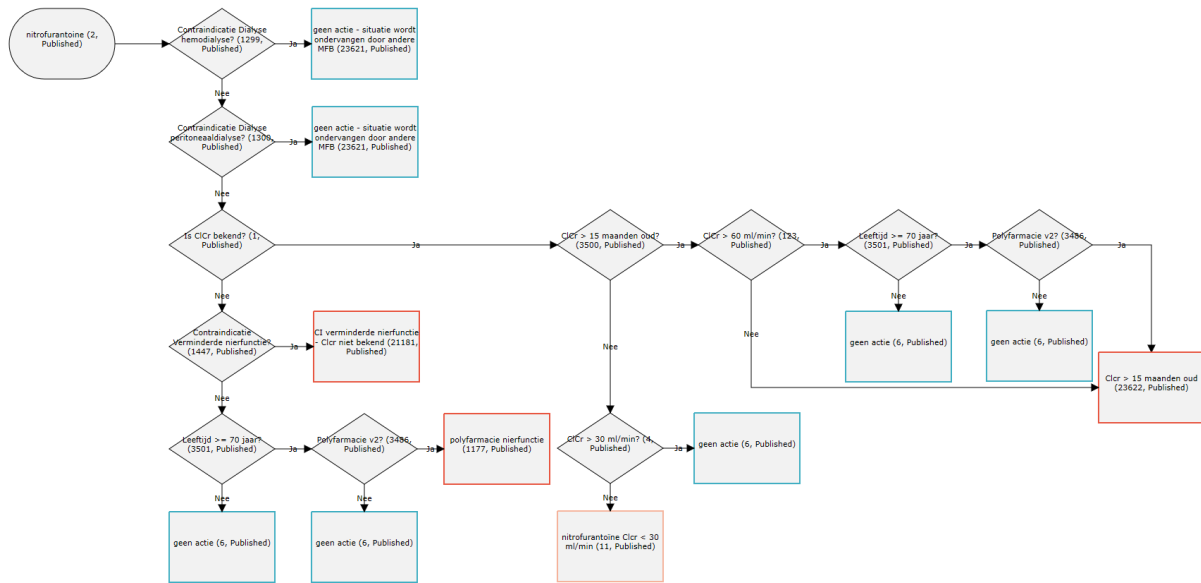 nitrofurantoine (2,
Published)
Contraindicatie Dialyse
hemodialyse? (1299,
Published)
Ja
geen actie - situatie wordt
ondervangen door andere
MFB (23621, Published)
Nee
Contraindicatie Dialyse
peritoneaaldialyse? (1300,
Published)
Ja
geen actie - situatie wordt
ondervangen door andere
MFB (23621, Published)
Nee
Is ClCr bekend? (1,
Published)
Ja
ClCr > 15 maanden oud?
(3500, Published)
Ja
ClCr > 60 ml/min? (123,
Published)
Ja
Leeftijd >= 70 jaar?
(3501, Published)
Ja
Polyfarmacie v2? (3486,
Published)
Ja
Nee
Nee
Nee
Nee
Nee
Contraindicatie
Verminderde nierfunctie?
(1447, Published)
Ja
CI verminderde nierfunctie
- Clcr niet bekend (21181,
Published)
geen actie (6, Published)
geen actie (6, Published)
Clcr > 15 maanden oud
(23622, Published)
Nee
Leeftijd >= 70 jaar?
(3501, Published)
Ja
Polyfarmacie v2? (3486,
Published)
Ja
polyfarmacie nierfunctie
(1177, Published)
ClCr > 30 ml/min? (4,
Published)
Ja
geen actie (6, Published)
Nee
Nee
Nee
geen actie (6, Published)
geen actie (6, Published)
nitrofurantoine Clcr < 30
ml/min (11, Published)